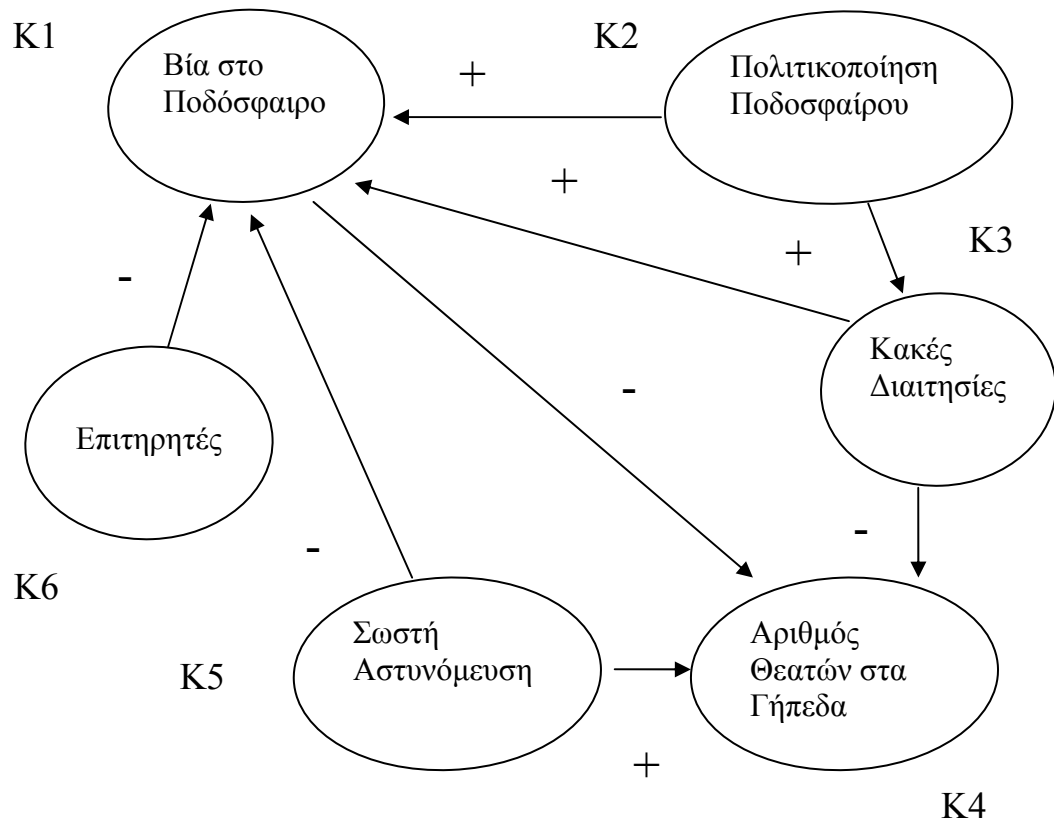 K1
Βία στο
Ποδόσφαιρο
K2
Πολιτικοποίηση
Ποδοσφαίρου
+
+
+
K3
-
Κακές
Διαιτησίες
-
Επιτηρητές
-
-
K6
K5
Σωστή
Αστυνόμευση
Αριθμός
Θεατών στα
Γήπεδα
+
K4